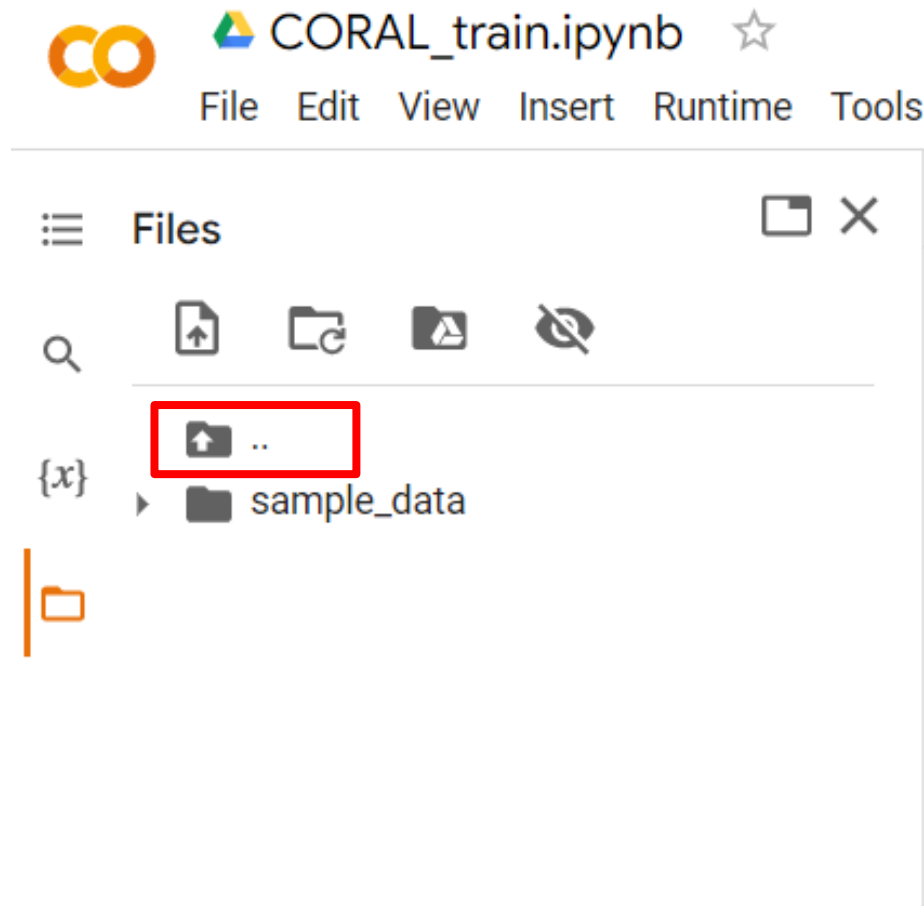 CO CORAL_train.ipynb
File Edit View Insert Runtime Tools
Files
..
{x}
sample_data